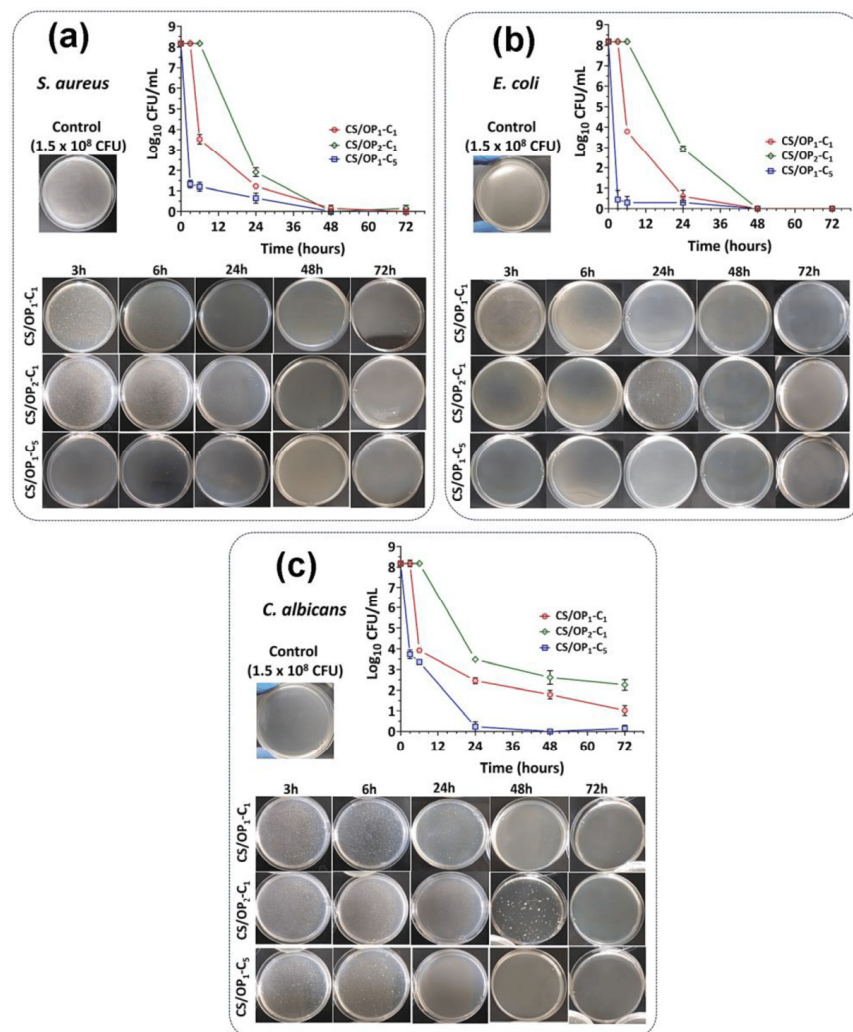 (a)
S. aureus
Control
(1.5 x 10⁸ CFU)
Log₁₀ CFU/mL
9
8
7
6
5
4
3
2
1
0
0 12 24 36 48 60 72
Time (hours)
CS/OP₁-C₁
CS/OP₂-C₁
CS/OP₁-C₅
3h 6h 24h 48h 72h
CS/OP₁-C₁
CS/OP₂-C₁
CS/OP₁-C₅
(b)
E. coli
Control
(1.5 x 10⁸ CFU)
Log₁₀ CFU/mL
9
8
7
6
5
4
3
2
1
0
0 12 24 36 48 60 72
Time (hours)
CS/OP₁-C₁
CS/OP₂-C₁
CS/OP₁-C₅
3h 6h 24h 48h 72h
CS/OP₁-C₁
CS/OP₂-C₁
CS/OP₁-C₅
(c)
C. albicans
Control
(1.5 x 10⁸ CFU)
Log₁₀ CFU/mL
9
8
7
6
5
4
3
2
1
0
0 12 24 36 48 60 72
Time (hours)
CS/OP₁-C₁
CS/OP₂-C₁
CS/OP₁-C₅
3h 6h 24h 48h 72h
CS/OP₁-C₁
CS/OP₂-C₁
CS/OP₁-C₅